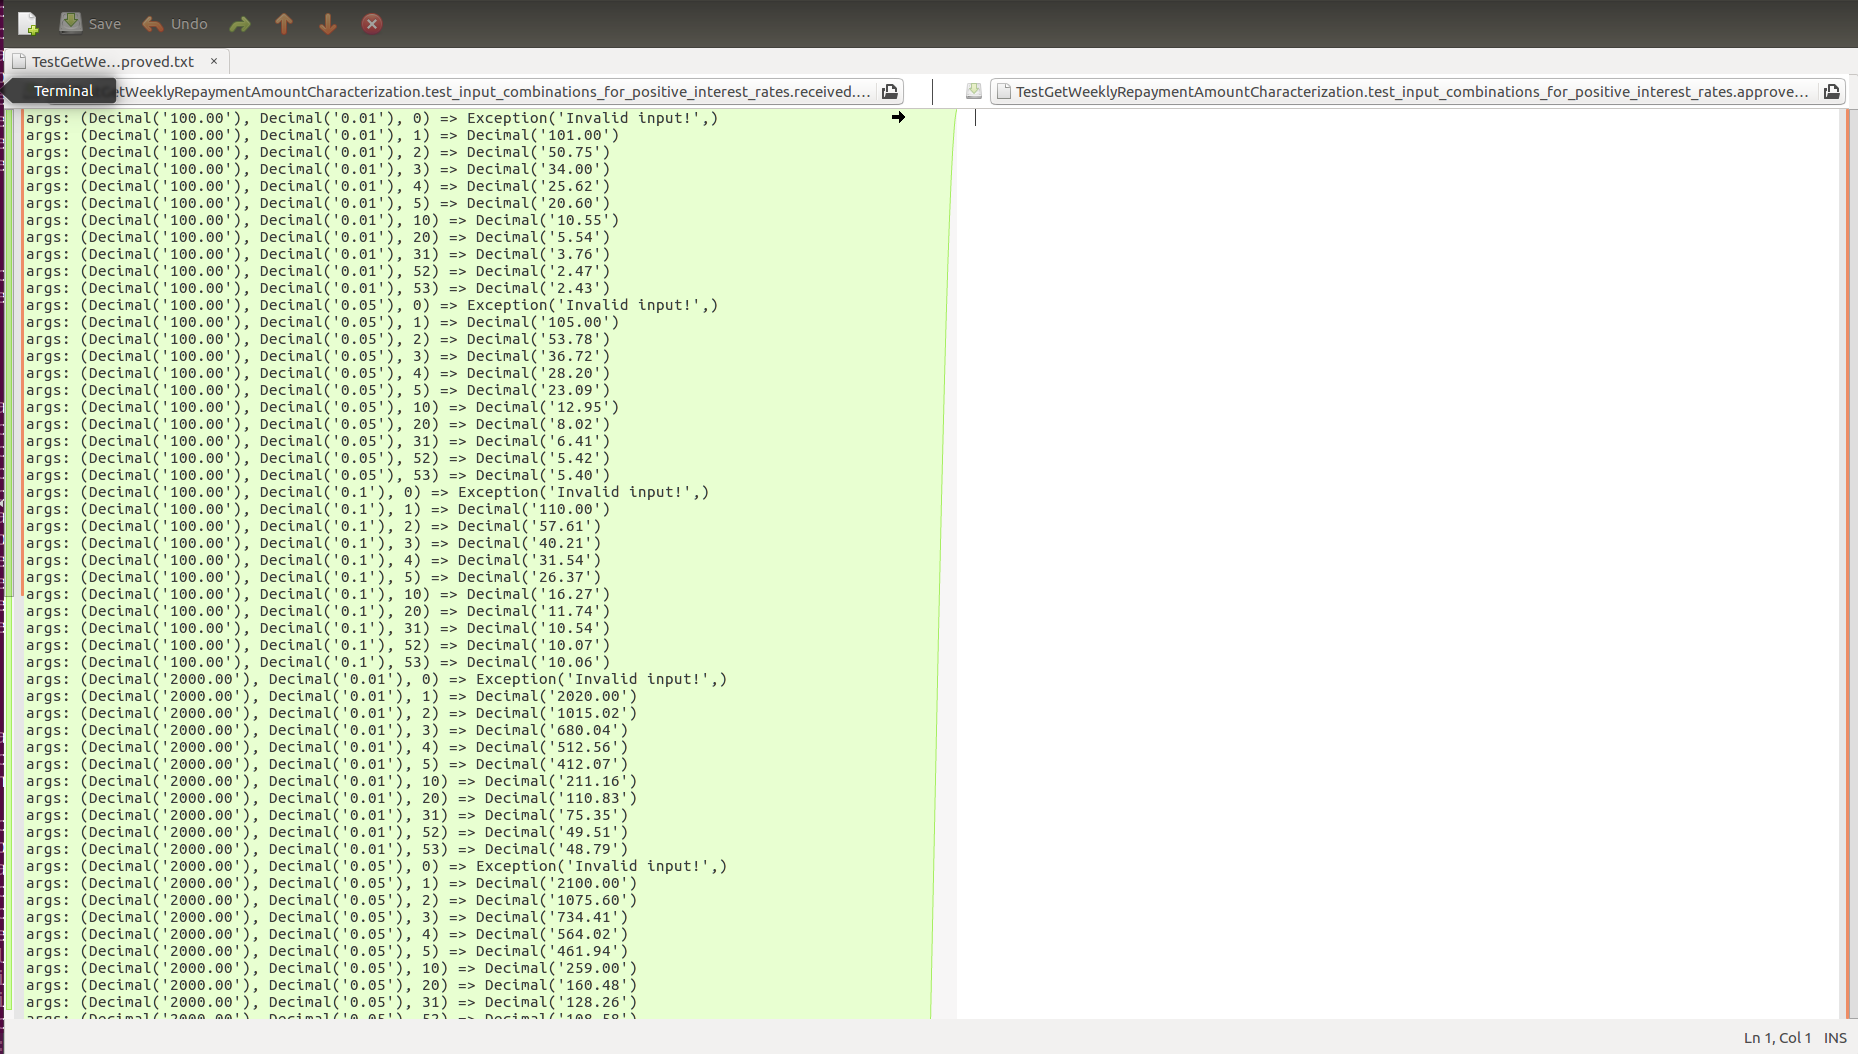 Save Undo
TestGetWe...proved.txt ×
Terminal
etWeeklyRepaymentAmountCharacterization.test_input_combinations_for_positive_interest_rates.received.... TestGetWeeklyRepaymentAmountCharacterization.test_input_combinations_for_positive_interest_rates.approve...
args: (Decimal('100.00'), Decimal('0.01'), 0) => Exception('Invalid input!',)
args: (Decimal('100.00'), Decimal('0.01'), 1) => Decimal('101.00')
args: (Decimal('100.00'), Decimal('0.01'), 2) => Decimal('50.75')
args: (Decimal('100.00'), Decimal('0.01'), 3) => Decimal('34.00')
args: (Decimal('100.00'), Decimal('0.01'), 4) => Decimal('25.62')
args: (Decimal('100.00'), Decimal('0.01'), 5) => Decimal('20.60')
args: (Decimal('100.00'), Decimal('0.01'), 10) => Decimal('10.55')
args: (Decimal('100.00'), Decimal('0.01'), 20) => Decimal('5.54')
args: (Decimal('100.00'), Decimal('0.01'), 31) => Decimal('3.76')
args: (Decimal('100.00'), Decimal('0.01'), 52) => Decimal('2.47')
args: (Decimal('100.00'), Decimal('0.01'), 53) => Decimal('2.43')
args: (Decimal('100.00'), Decimal('0.05'), 0) => Exception('Invalid input!',)
args: (Decimal('100.00'), Decimal('0.05'), 1) => Decimal('105.00')
args: (Decimal('100.00'), Decimal('0.05'), 2) => Decimal('53.78')
args: (Decimal('100.00'), Decimal('0.05'), 3) => Decimal('36.72')
args: (Decimal('100.00'), Decimal('0.05'), 4) => Decimal('28.20')
args: (Decimal('100.00'), Decimal('0.05'), 5) => Decimal('23.09')
args: (Decimal('100.00'), Decimal('0.05'), 10) => Decimal('12.95')
args: (Decimal('100.00'), Decimal('0.05'), 20) => Decimal('8.02')
args: (Decimal('100.00'), Decimal('0.05'), 31) => Decimal('6.41')
args: (Decimal('100.00'), Decimal('0.05'), 52) => Decimal('5.42')
args: (Decimal('100.00'), Decimal('0.05'), 53) => Decimal('5.40')
args: (Decimal('100.00'), Decimal('0.1'), 0) => Exception('Invalid input!',)
args: (Decimal('100.00'), Decimal('0.1'), 1) => Decimal('110.00')
args: (Decimal('100.00'), Decimal('0.1'), 2) => Decimal('57.61')
args: (Decimal('100.00'), Decimal('0.1'), 3) => Decimal('40.21')
args: (Decimal('100.00'), Decimal('0.1'), 4) => Decimal('31.54')
args: (Decimal('100.00'), Decimal('0.1'), 5) => Decimal('26.37')
args: (Decimal('100.00'), Decimal('0.1'), 10) => Decimal('16.27')
args: (Decimal('100.00'), Decimal('0.1'), 20) => Decimal('11.74')
args: (Decimal('100.00'), Decimal('0.1'), 31) => Decimal('10.54')
args: (Decimal('100.00'), Decimal('0.1'), 52) => Decimal('10.07')
args: (Decimal('100.00'), Decimal('0.1'), 53) => Decimal('10.06')
args: (Decimal('2000.00'), Decimal('0.01'), 0) => Exception('Invalid input!',)
args: (Decimal('2000.00'), Decimal('0.01'), 1) => Decimal('2020.00')
args: (Decimal('2000.00'), Decimal('0.01'), 2) => Decimal('1015.02')
args: (Decimal('2000.00'), Decimal('0.01'), 3) => Decimal('680.04')
args: (Decimal('2000.00'), Decimal('0.01'), 4) => Decimal('512.56')
args: (Decimal('2000.00'), Decimal('0.01'), 5) => Decimal('412.07')
args: (Decimal('2000.00'), Decimal('0.01'), 10) => Decimal('211.16')
args: (Decimal('2000.00'), Decimal('0.01'), 20) => Decimal('110.83')
args: (Decimal('2000.00'), Decimal('0.01'), 31) => Decimal('75.35')
args: (Decimal('2000.00'), Decimal('0.01'), 52) => Decimal('49.51')
args: (Decimal('2000.00'), Decimal('0.01'), 53) => Decimal('48.79')
args: (Decimal('2000.00'), Decimal('0.05'), 0) => Exception('Invalid input!',)
args: (Decimal('2000.00'), Decimal('0.05'), 1) => Decimal('2100.00')
args: (Decimal('2000.00'), Decimal('0.05'), 2) => Decimal('1075.60')
args: (Decimal('2000.00'), Decimal('0.05'), 3) => Decimal('734.41')
args: (Decimal('2000.00'), Decimal('0.05'), 4) => Decimal('564.02')
args: (Decimal('2000.00'), Decimal('0.05'), 5) => Decimal('461.94')
args: (Decimal('2000.00'), Decimal('0.05'), 10) => Decimal('259.00')
args: (Decimal('2000.00'), Decimal('0.05'), 20) => Decimal('160.48')
args: (Decimal('2000.00'), Decimal('0.05'), 31) => Decimal('128.26')
Ln 1, Col 1 INS